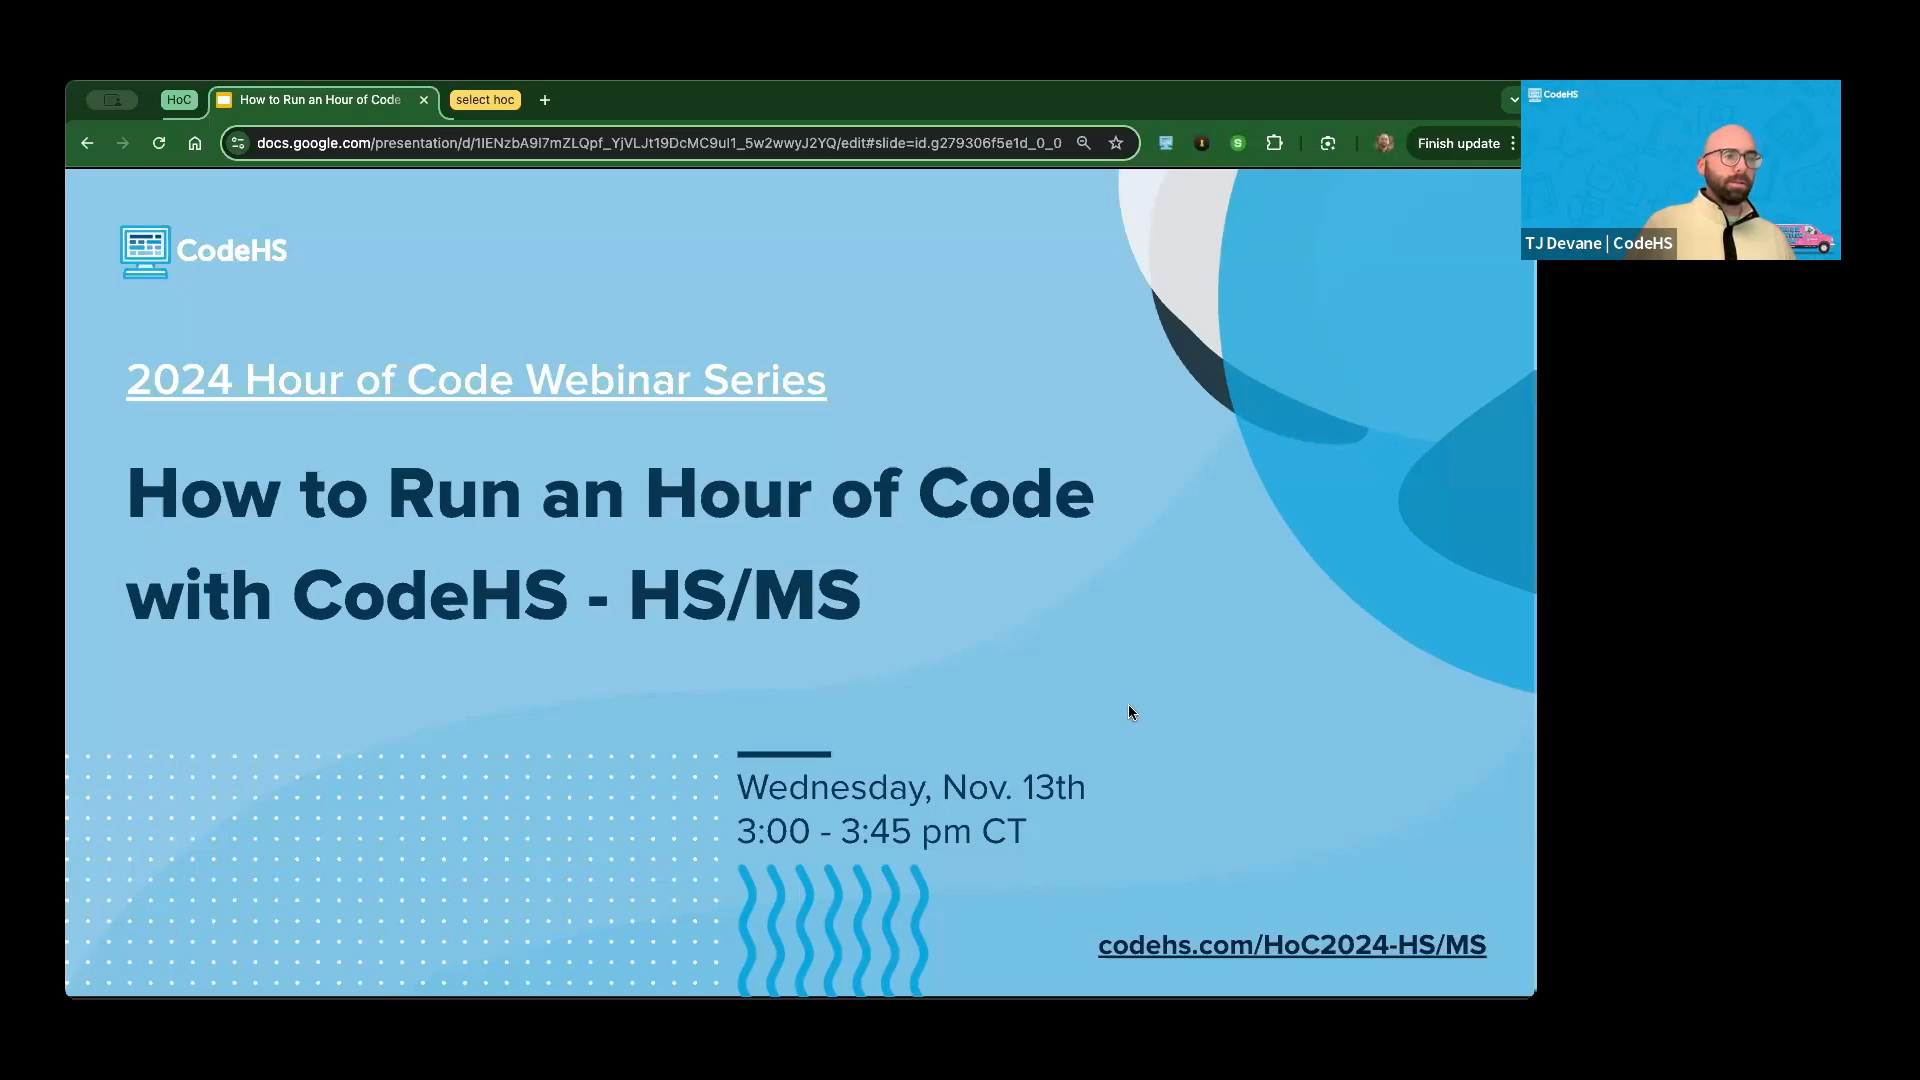 HoC
How to Run an Hour of Code
select hoc
docs.google.com/presentation/d/1IENzbA9l7mZLQpf_YjVLJt19DcMC9uI1_5w2wwyJ2YQ/edit#slide=id.g279306f5e1d_0_0
Finish update
CodeHS
TJ Devane | CodeHS
CodeHS
2024 Hour of Code Webinar Series
How to Run an Hour of Code
with CodeHS - HS/MS
Wednesday, Nov. 13th
3:00 - 3:45 pm CT
codehs.com/HoC2024-HS/MS